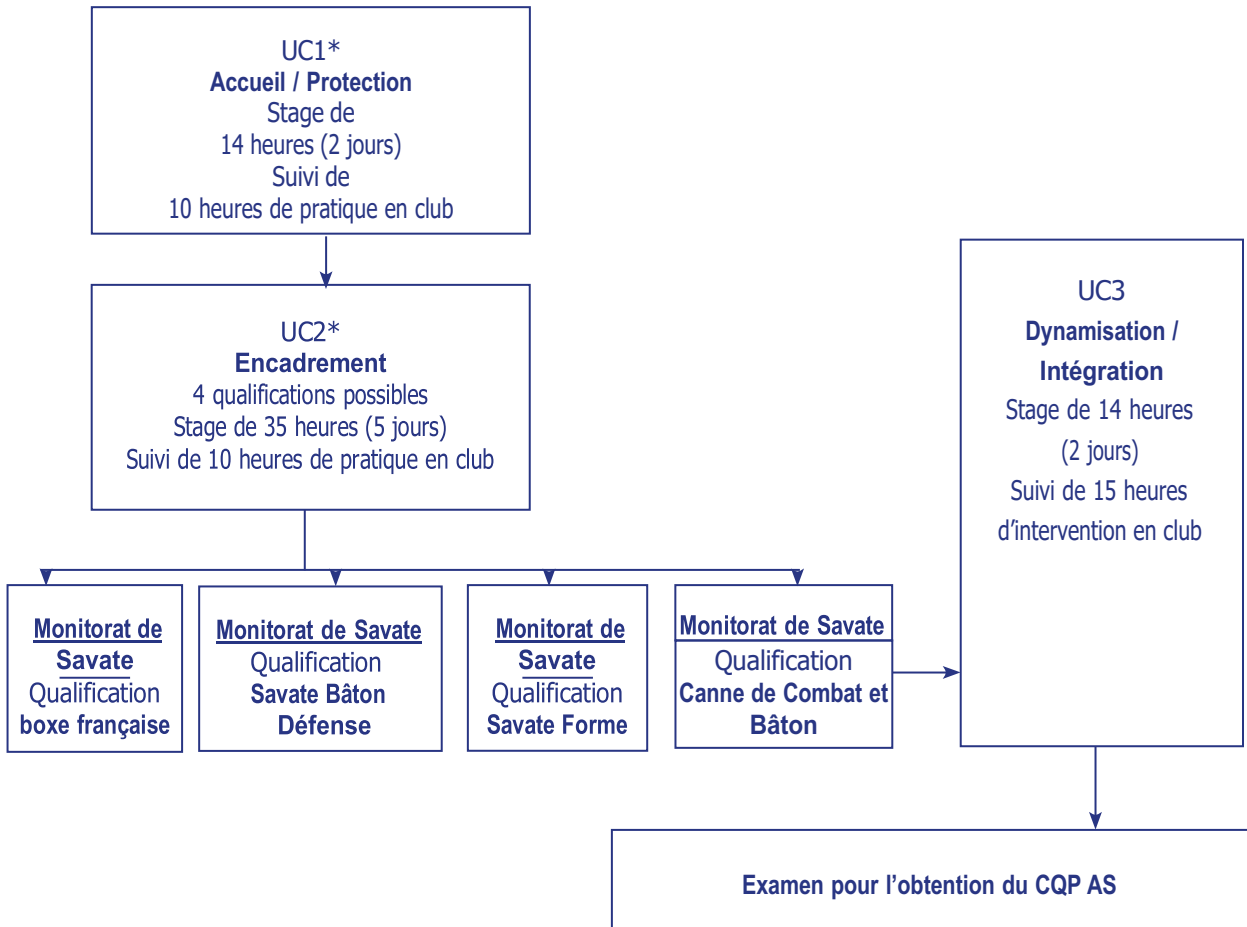 UC1*
Accueil / Protection
Stage de
14 heures (2 jours)
Suivi de
10 heures de pratique en club
UC2*
Encadrement
4 qualifications possibles
Stage de 35 heures (5 jours)
Suivi de 10 heures de pratique en club
Monitorat de
Savate
Qualification
boxe française
Monitorat de Savate
Qualification
Savate Bâton
Défense
Monitorat de
Savate
Qualification
Savate Forme
Monitorat de Savate
Qualification
Canne de Combat et
Bâton
UC3
Dynamisation /
Intégration
Stage de 14 heures
(2 jours)
Suivi de 15 heures
d’intervention en club
Examen pour l’obtention du CQP AS